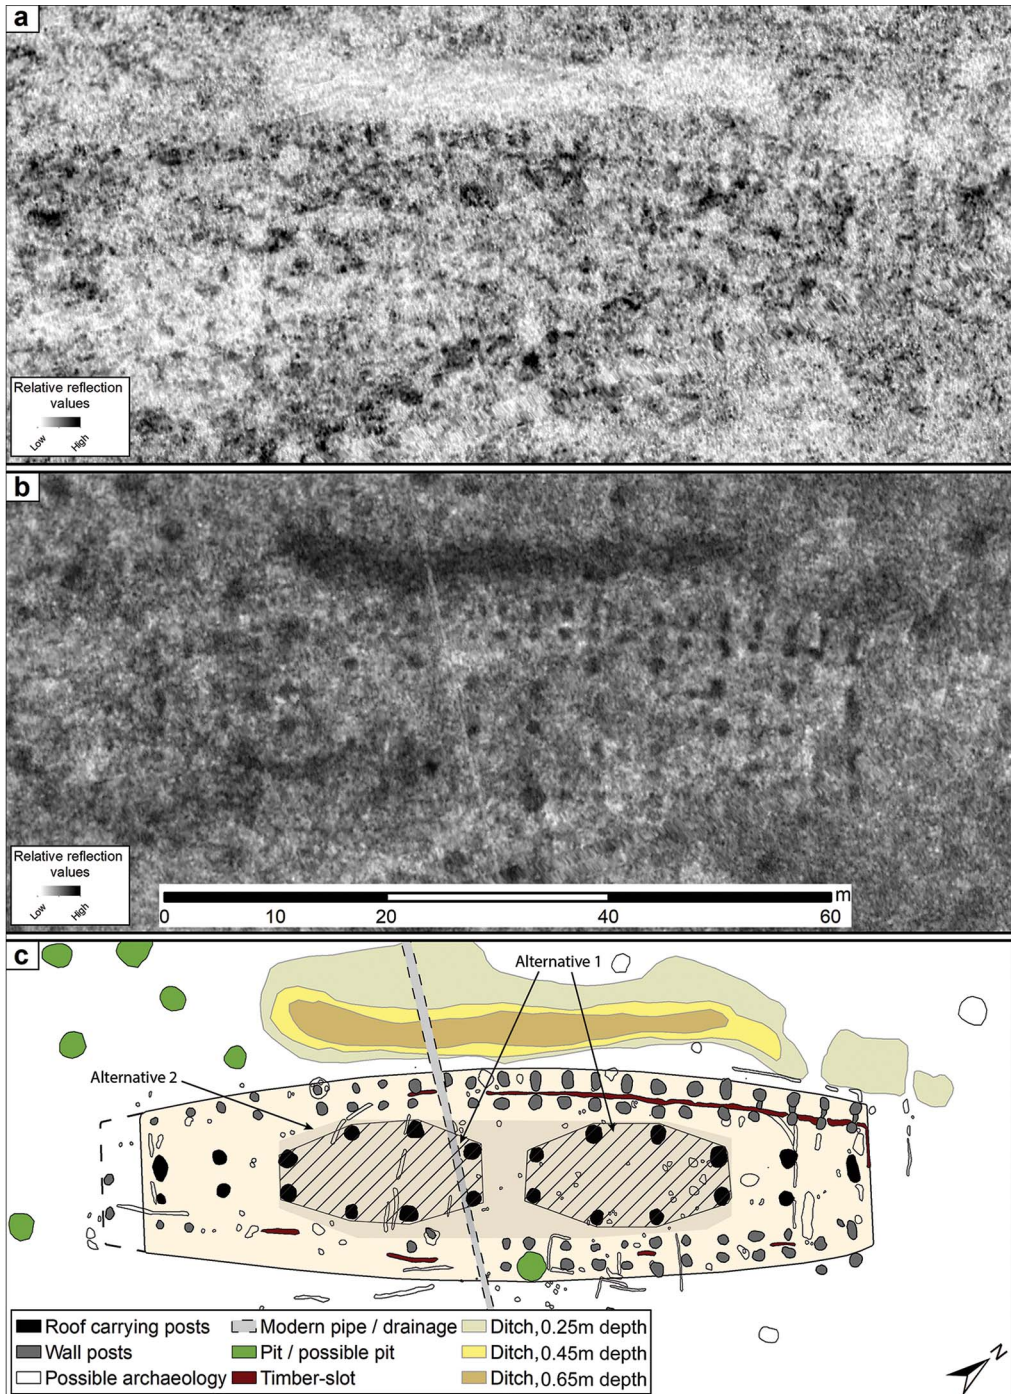 a
Relative reflection
values
Low
High
b
Relative reflection
values
Low
High
m
0 10 20 40 60
c
Alternative 1
Alternative 2
Roof carrying posts
Modern pipe / drainage
Ditch, 0.25m depth
Wall posts
Pit / possible pit
Ditch, 0.45m depth
Possible archaeology
Timber-slot
Ditch, 0.65m depth
N